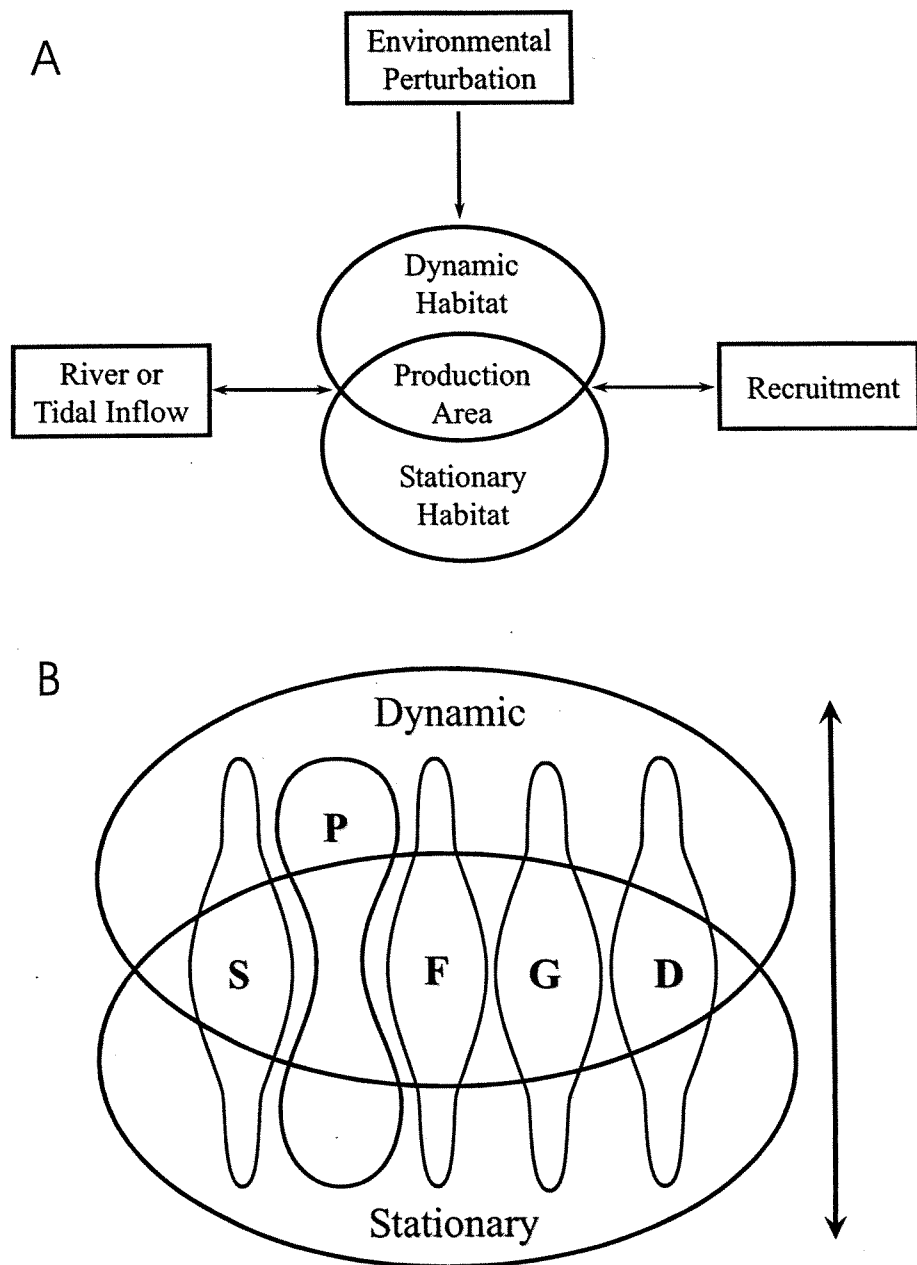 A
Environmental
Perturbation
Dynamic
Habitat
River or
Tidal Inflow
Production
Area
Recruitment
Stationary
Habitat
B
Dynamic
P
S
F
G
D
Stationary